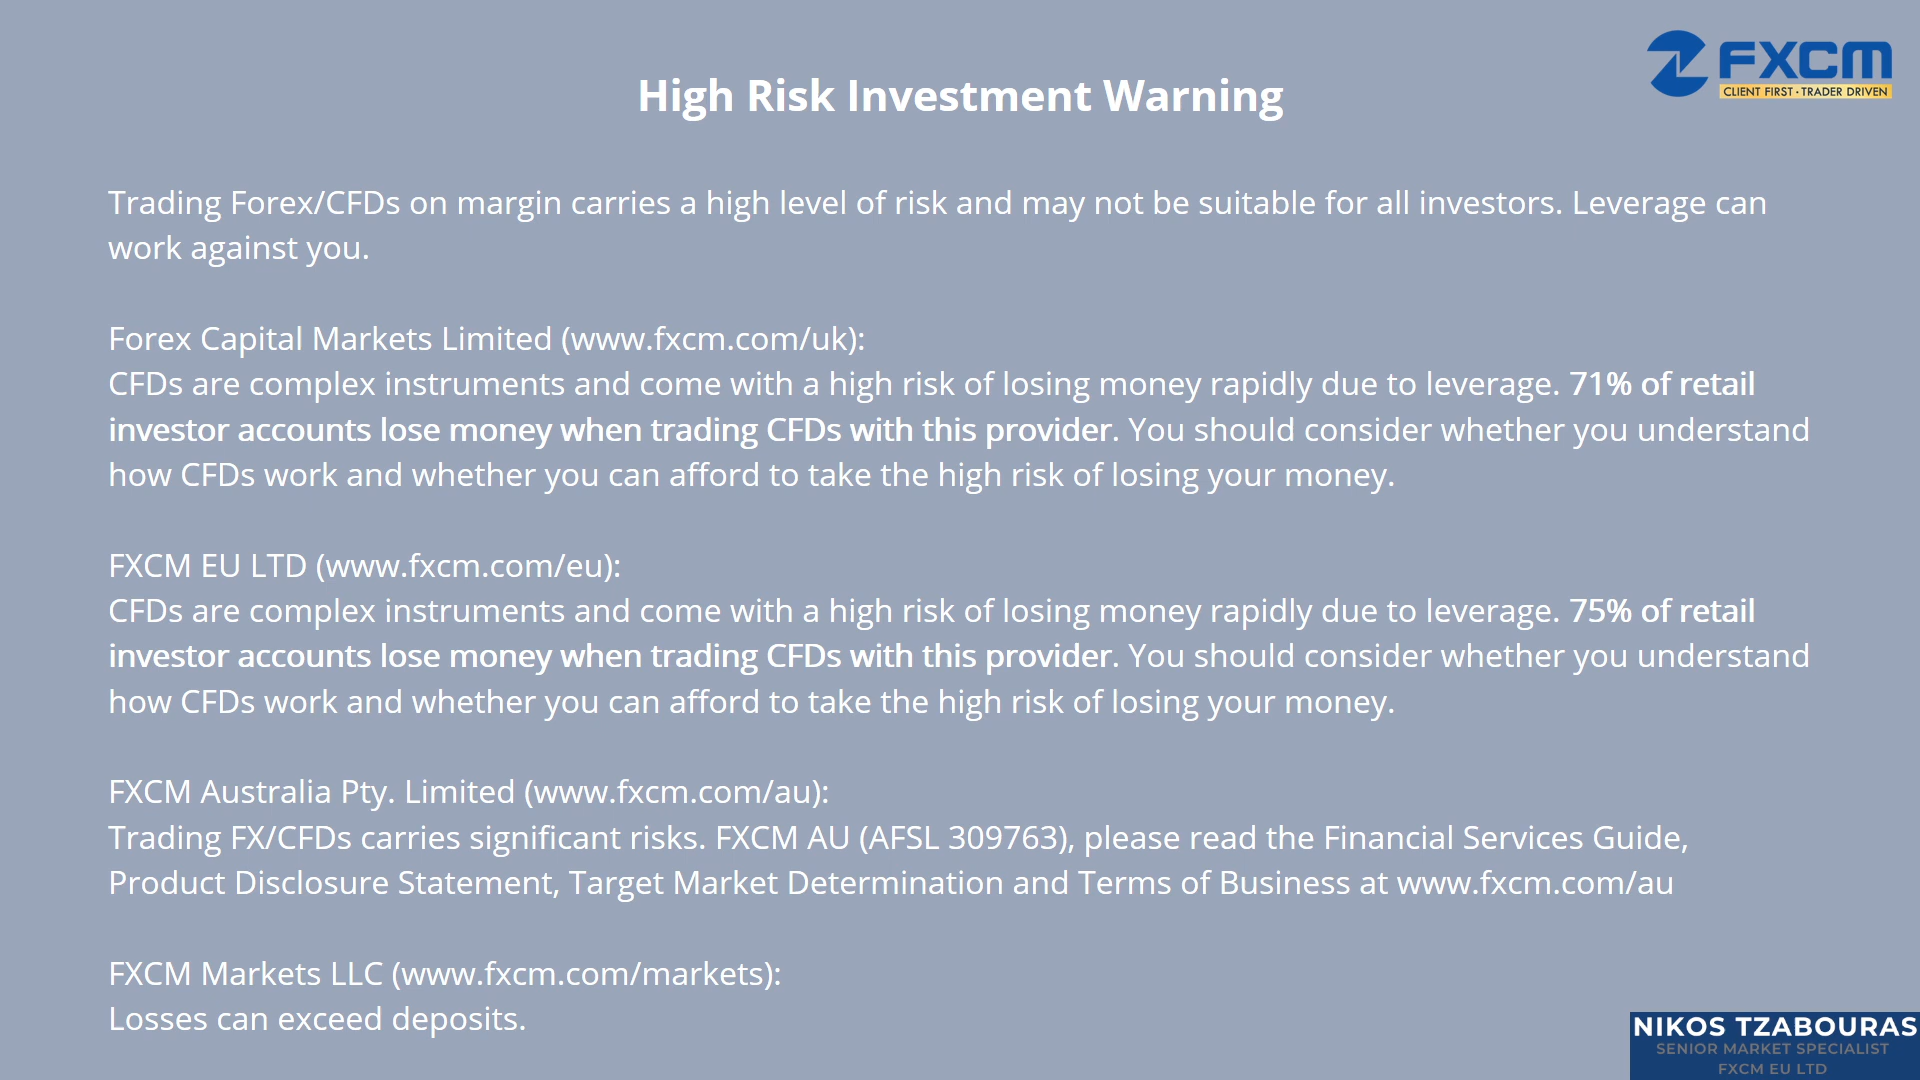 FXCM
CLIENT FIRST · TRADER DRIVEN
High Risk Investment Warning
Trading Forex/CFDs on margin carries a high level of risk and may not be suitable for all investors. Leverage can
work against you.
Forex Capital Markets Limited (www.fxcm.com/uk):
CFDs are complex instruments and come with a high risk of losing money rapidly due to leverage. 71% of retail
investor accounts lose money when trading CFDs with this provider. You should consider whether you understand
how CFDs work and whether you can afford to take the high risk of losing your money.
FXCM EU LTD (www.fxcm.com/eu):
CFDs are complex instruments and come with a high risk of losing money rapidly due to leverage. 75% of retail
investor accounts lose money when trading CFDs with this provider. You should consider whether you understand
how CFDs work and whether you can afford to take the high risk of losing your money.
FXCM Australia Pty. Limited (www.fxcm.com/au):
Trading FX/CFDs carries significant risks. FXCM AU (AFSL 309763), please read the Financial Services Guide,
Product Disclosure Statement, Target Market Determination and Terms of Business at www.fxcm.com/au
FXCM Markets LLC (www.fxcm.com/markets):
Losses can exceed deposits.
NIKOS TZABOURAS
SENIOR MARKET SPECIALIST
FXCM EU LTD